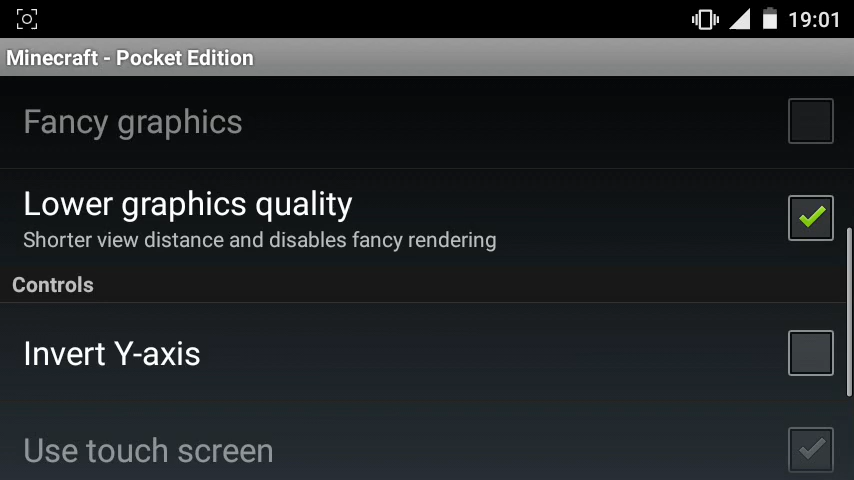 19:01
Minecraft - Pocket Edition
Fancy graphics
Lower graphics quality
Shorter view distance and disables fancy rendering
Controls
Invert Y-axis
Use touch screen